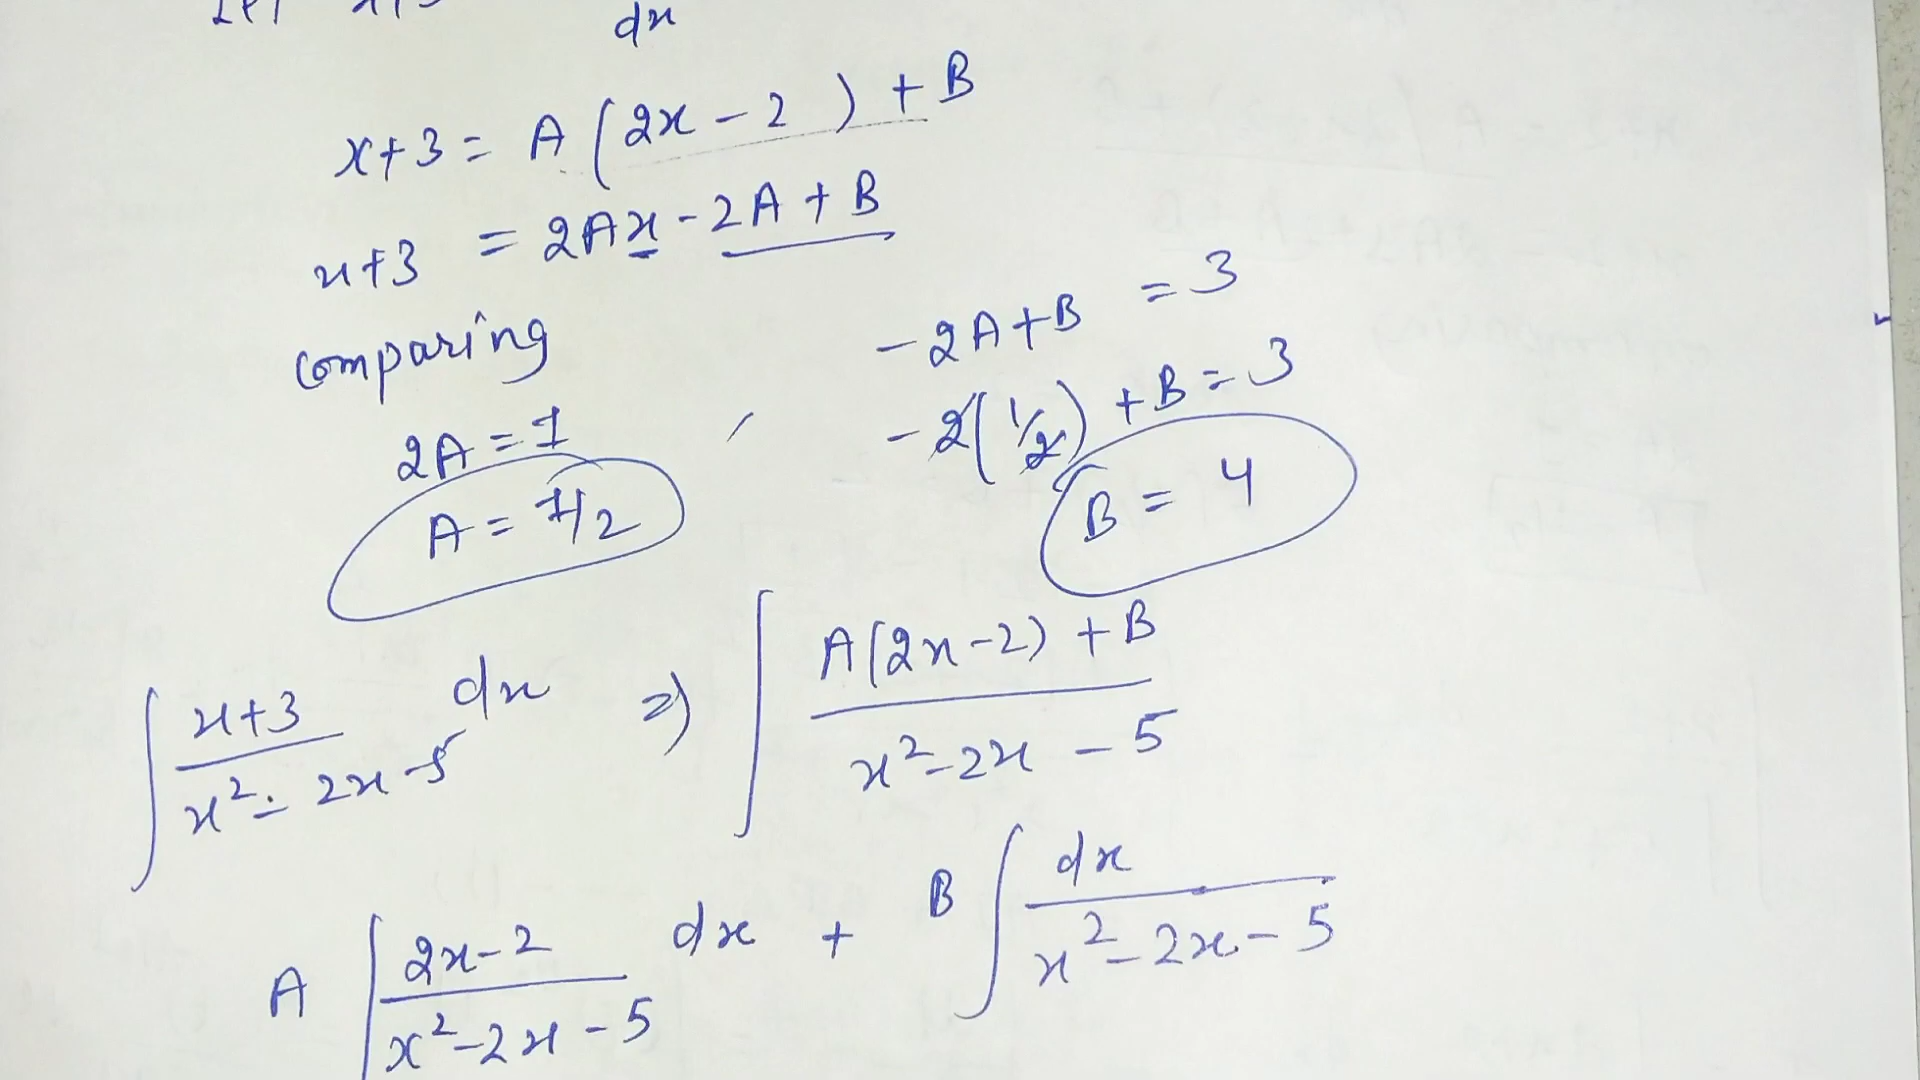 dx
x+3 = A(2x-2)+B
x+3 = 2Ax-2A+B
comparing
-2A+B = 3
2A = 1 , -2(1/2)+B = 3
A = 1/2 B = 4
∫ x+3 / x²-2x-5 dx ⇒ ∫ A(2x-2)+B / x²-2x-5
A ∫ 2x-2 / x²-2x-5 dx + B ∫ dx / x²-2x-5